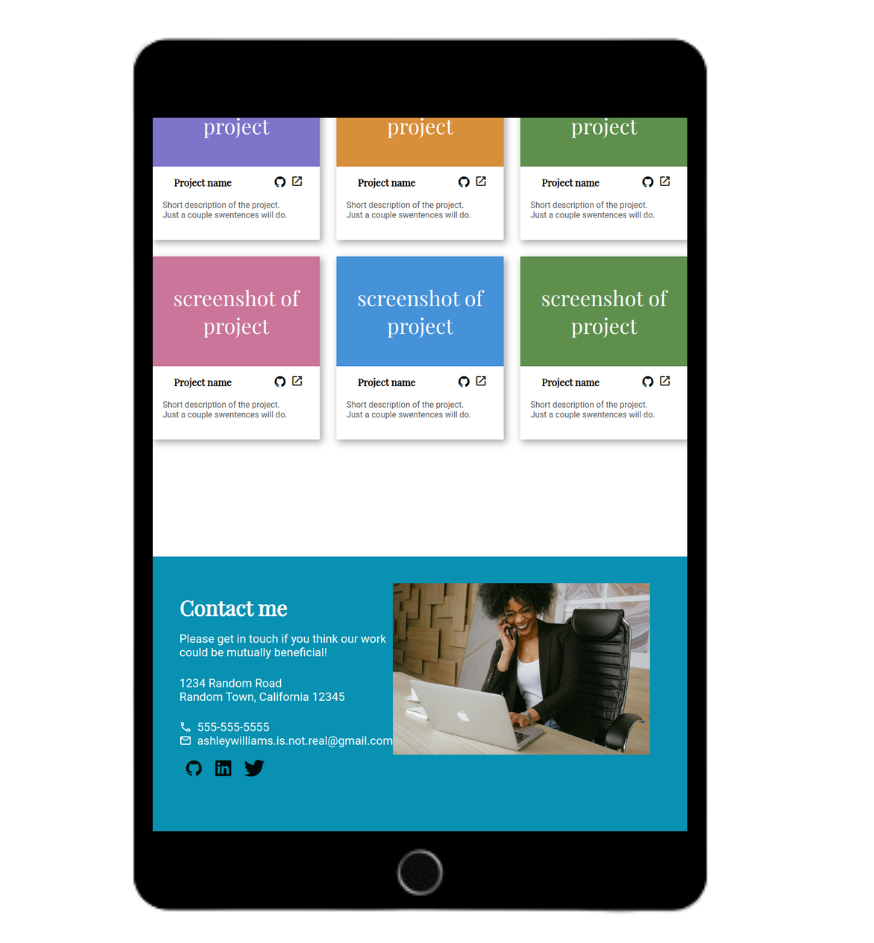 project
project
project
Project name
Project name
Project name
Short description of the project.
Just a couple swentences will do.
Short description of the project.
Just a couple swentences will do.
Short description of the project.
Just a couple swentences will do.
screenshot of
project
screenshot of
project
screenshot of
project
Project name
Project name
Project name
Short description of the project.
Just a couple swentences will do.
Short description of the project.
Just a couple swentences will do.
Short description of the project.
Just a couple swentences will do.
Contact me
Please get in touch if you think our work
could be mutually beneficial!
1234 Random Road
Random Town, California 12345
555-555-5555
ashleywilliams.is.not.real@gmail.com
in